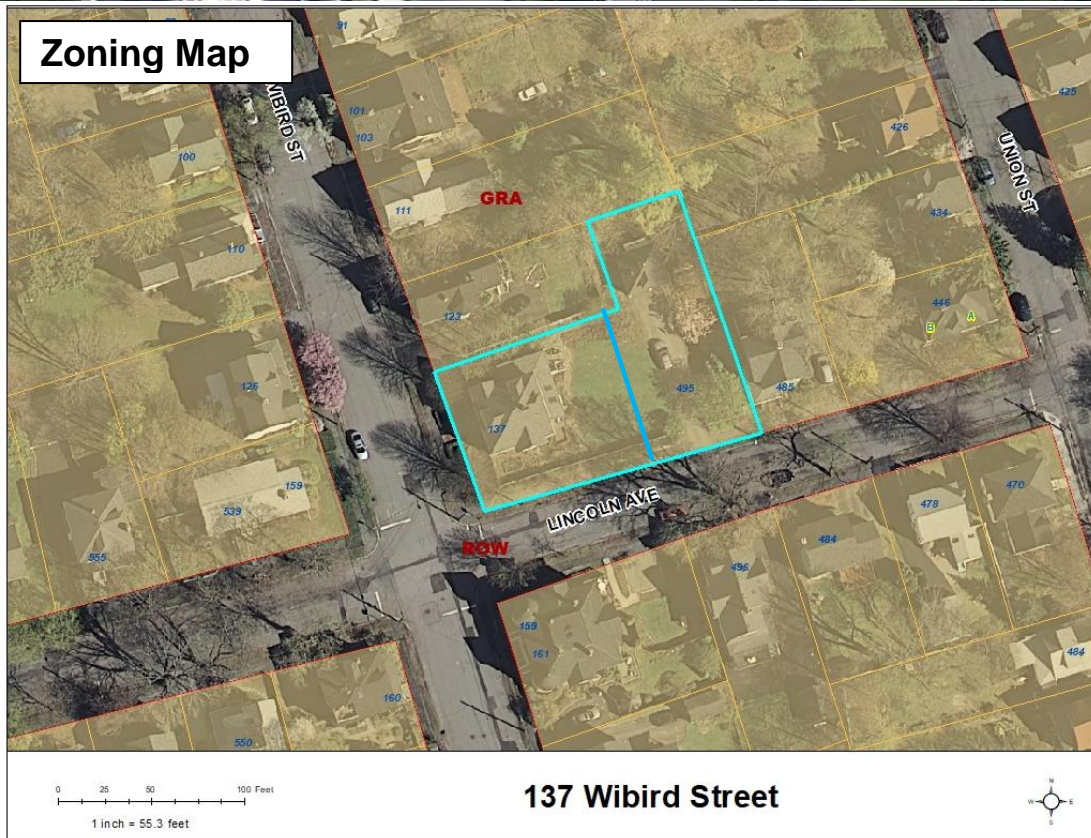 Zoning Map
91
WIBIRD ST
425
101
103
100
426
UNION ST
GRA
111
434
110
446
B
A
123
126
485
495
137
LINCOLN AVE
159
539
ROW
478
470
484
555
496
159
161
484
160
550
0 25 50 100 Feet
1 inch = 55.3 feet
137 Wibird Street
N
W E
S